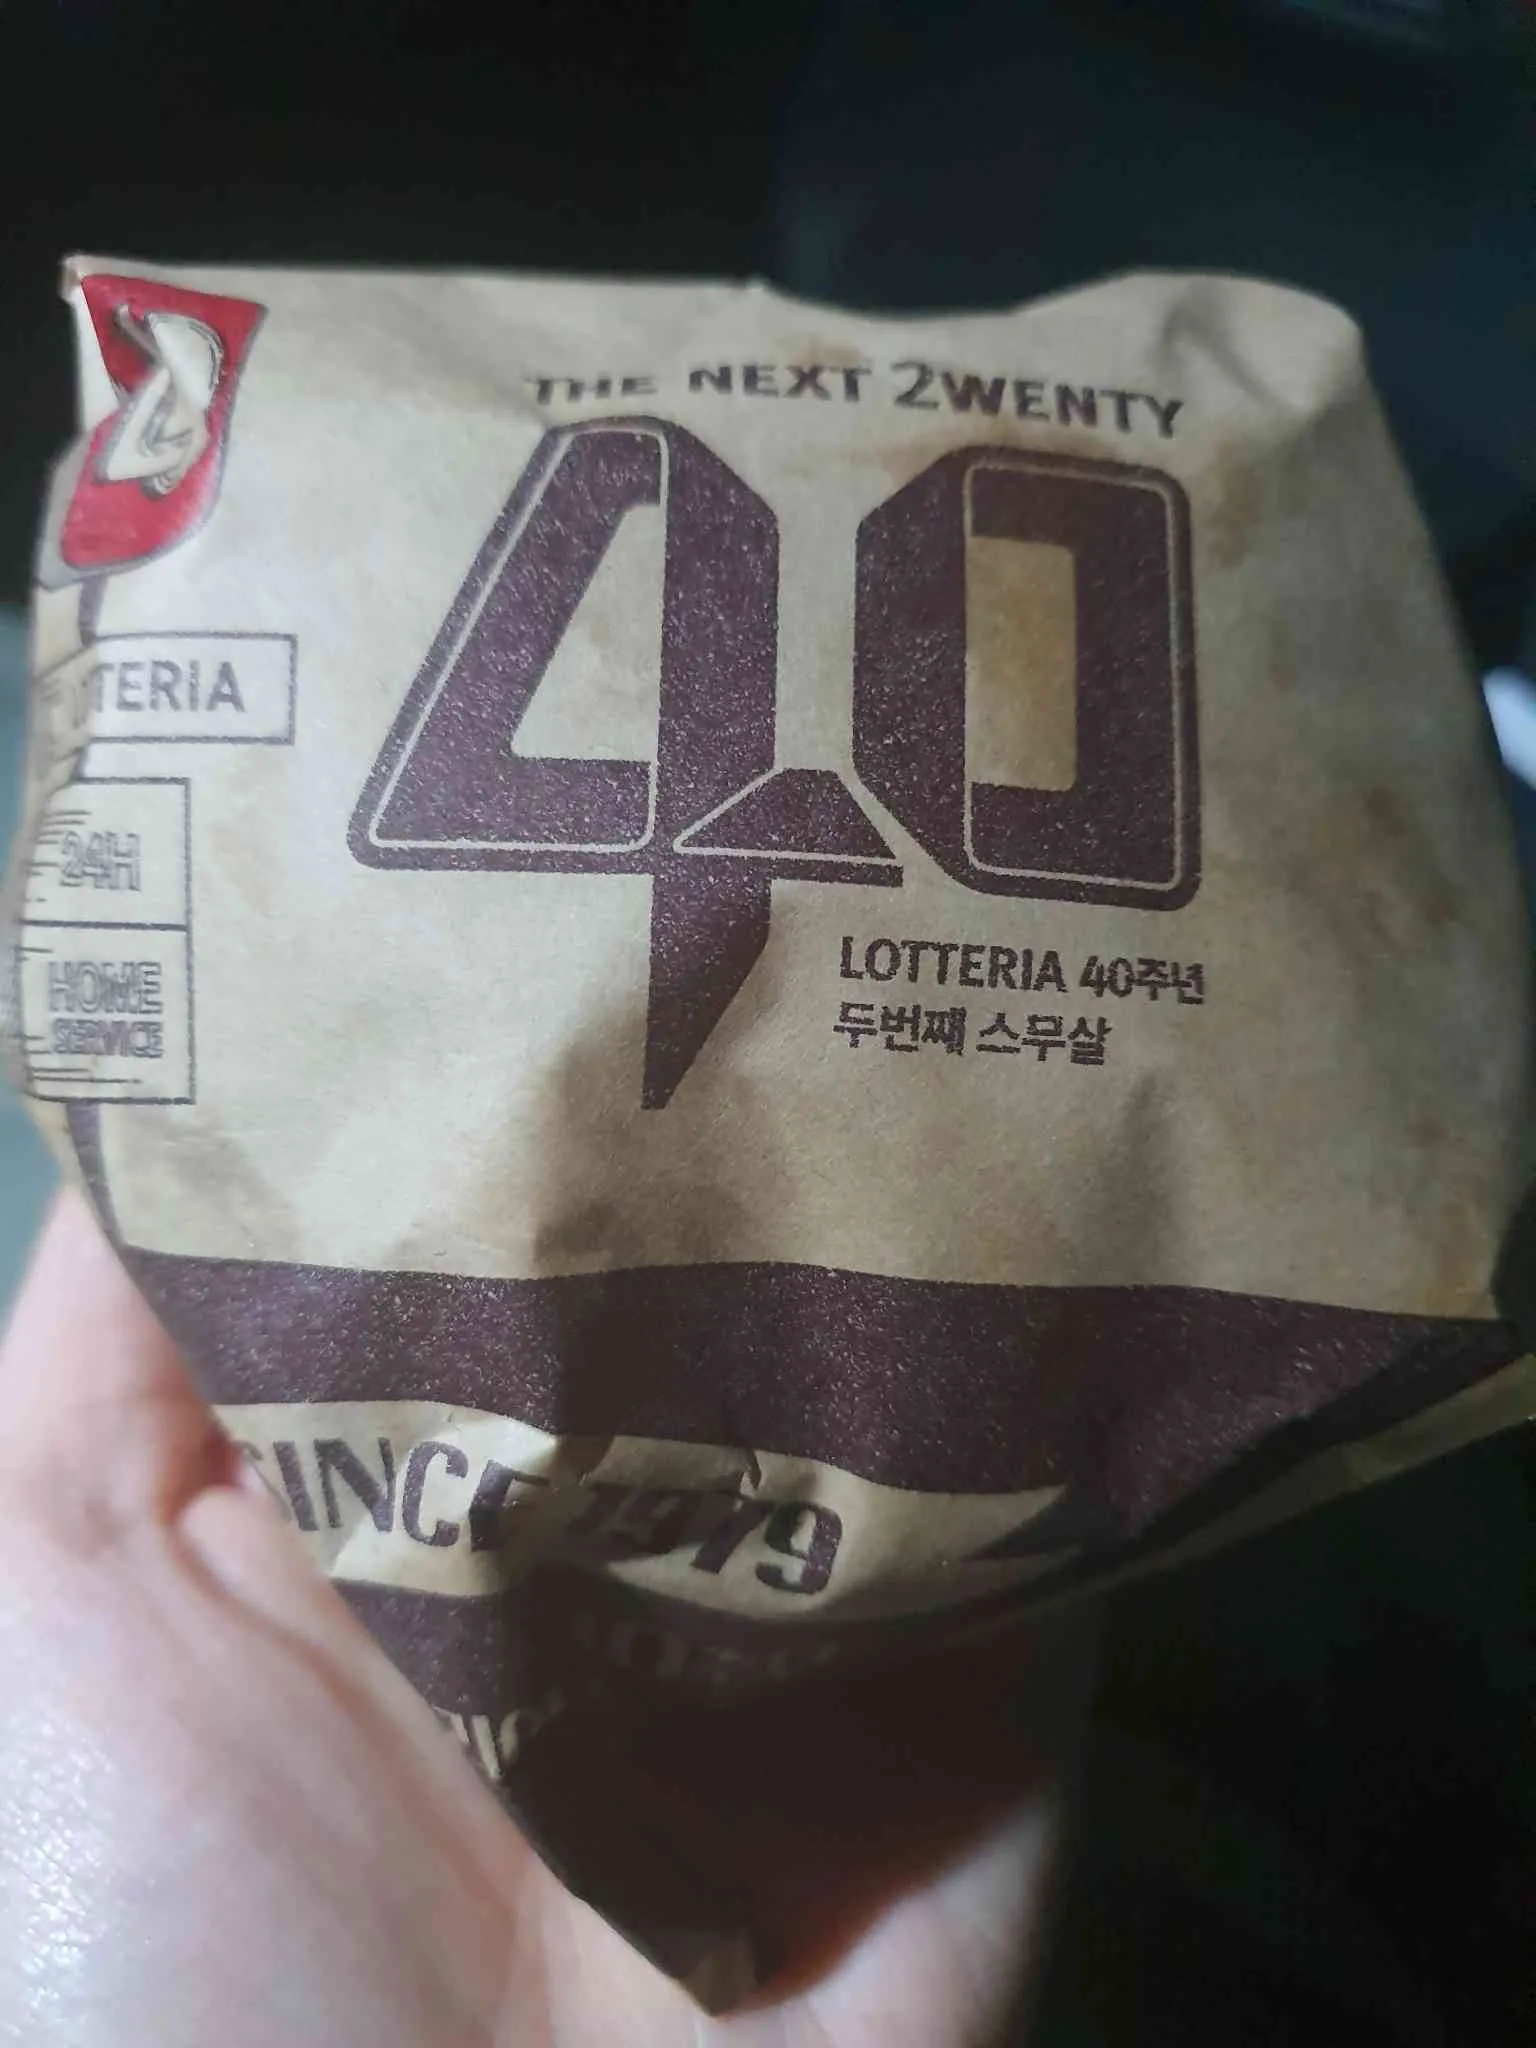 THE NEXT 2WENTY
40
LOTTERIA 40주년
두번째 스무살
TERIA
24H
HOME
SERVICE
SINCE 1979